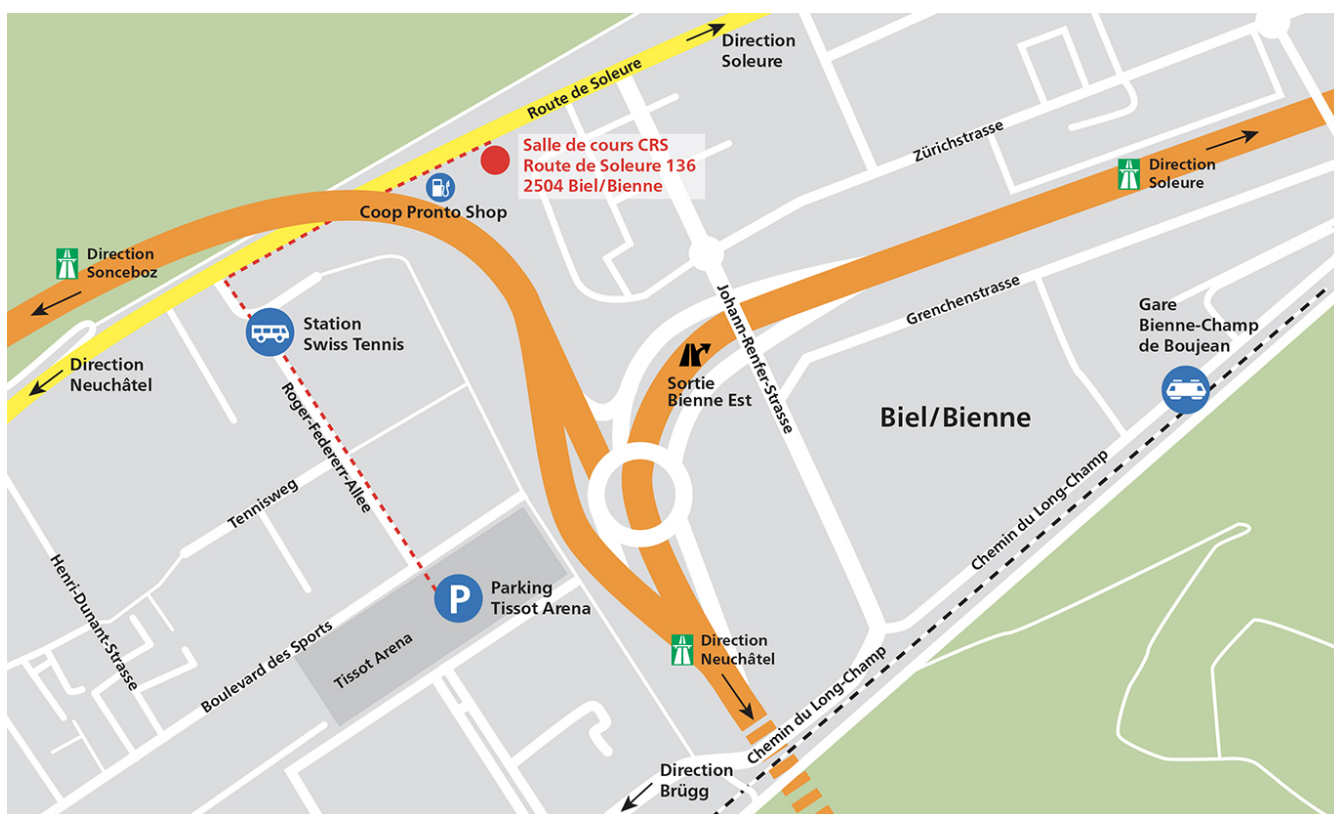 Direction
Soleure
Route de Soleure
Salle de cours CRS
Route de Soleure 136
2504 Biel/Bienne
Zürichstrasse
Direction
Soleure
Coop Pronto Shop
Direction
Sonceboz
Station
Swiss Tennis
Direction
Neuchâtel
Johann-Renfer-Strasse
Grenchenstrasse
Gare
Bienne-Champ
de Boujean
Sortie
Bienne Est
Biel/Bienne
Roger-Federerr-Allee
Tennisweg
Chemin du Long-Champ
Henri-Dunant-Strasse
P
Parking
Tissot Arena
Boulevard des Sports
Tissot Arena
Direction
Neuchâtel
Chemin du Long-Champ
Direction
Brügg